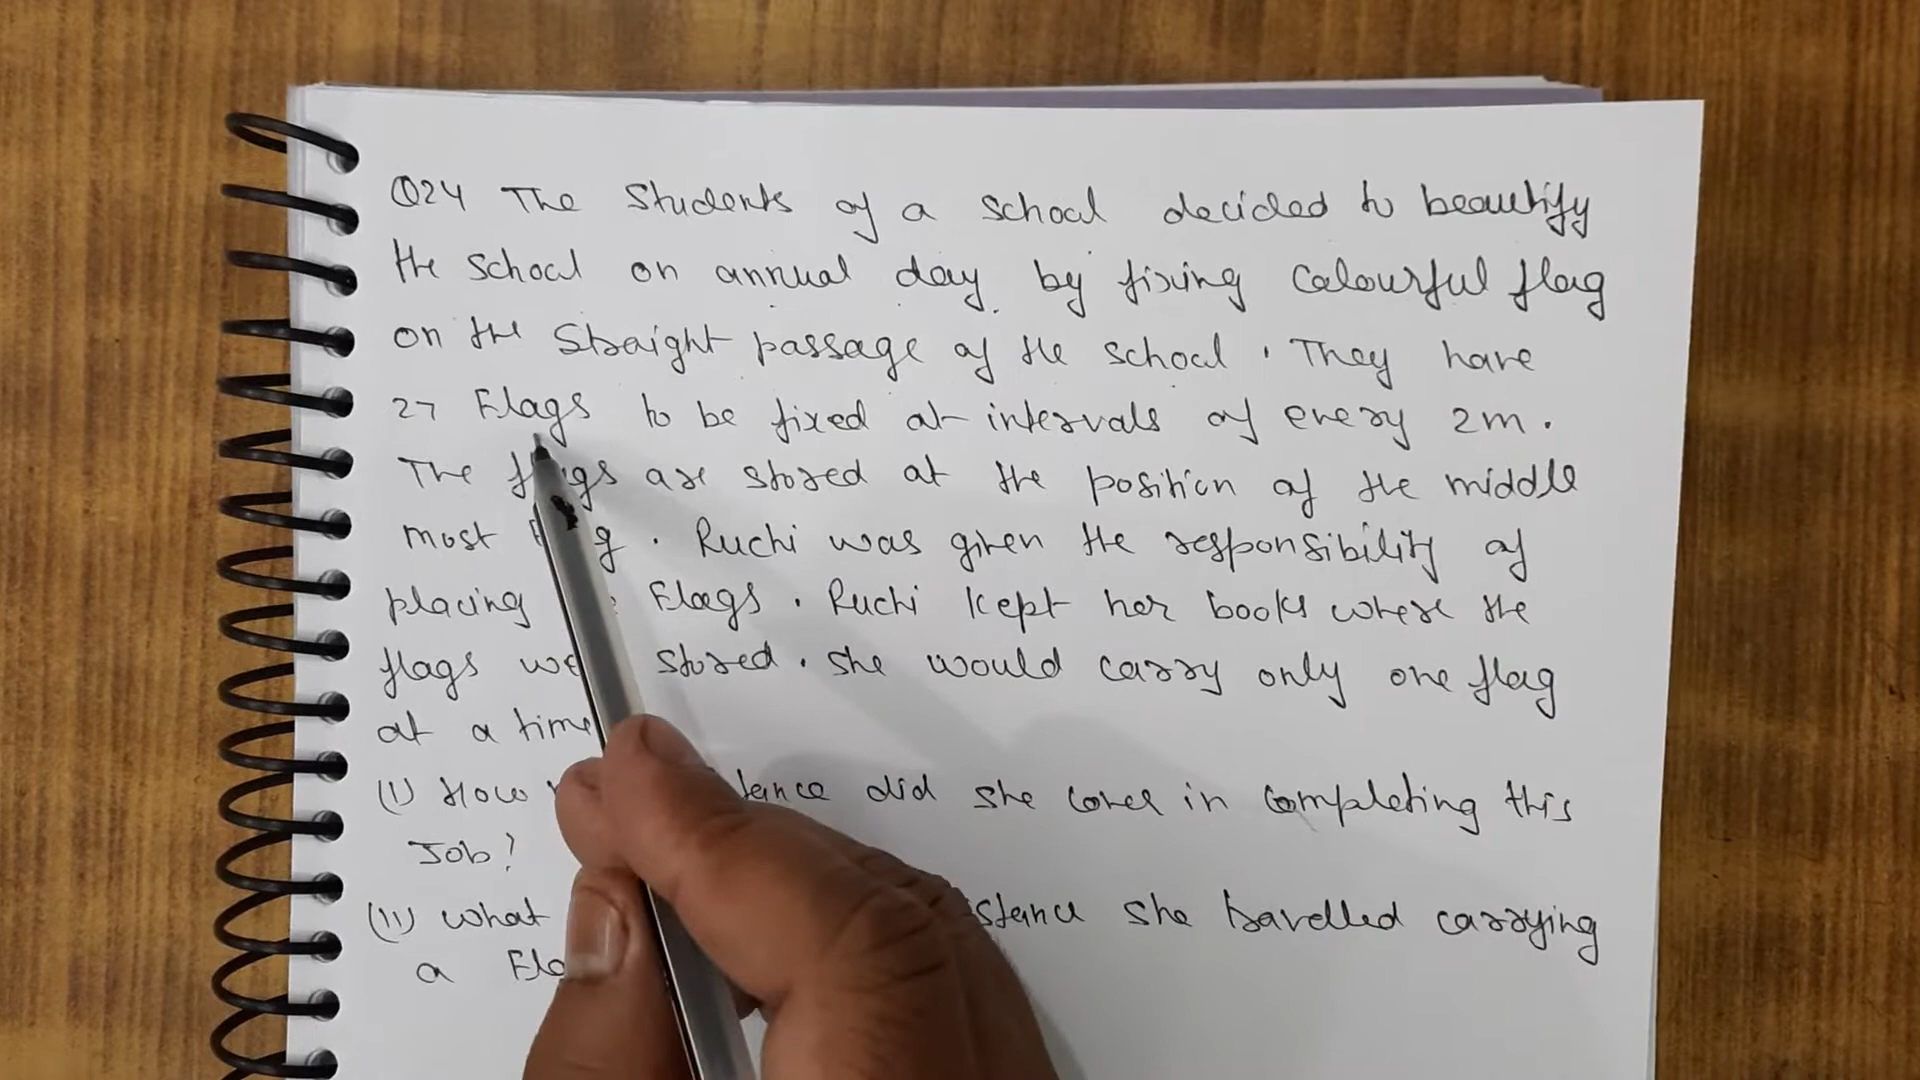 Q24 The Students of a school decided to beautify
the school on annual day by fixing Colourful flag
on the Straight passage of the school. They have
27 Flags to be fixed at intervals of every 2m.
The flags are stored at the position of the middle
most. Ruchi was given the responsibility of
placing Flags. Ruchi kept her books where the
flags stored. she would carry only one flag
at a time
(I) How did she cover in completing this
Job?
(II) what she travelled carrying
a